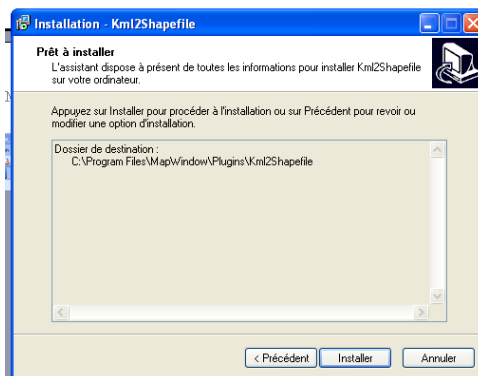 Installation - Kml2Shapefile
Prêt à installer
L'assistant dispose à présent de toutes les informations pour installer Kml2Shapefile
sur votre ordinateur.
Appuyez sur Installer pour procéder à l'installation ou sur Précédent pour revoir ou
modifier une option d'installation.
Dossier de destination :
C:\Program Files\MapWindow\Plugins\Kml2Shapefile
< Précédent
Installer
Annuler